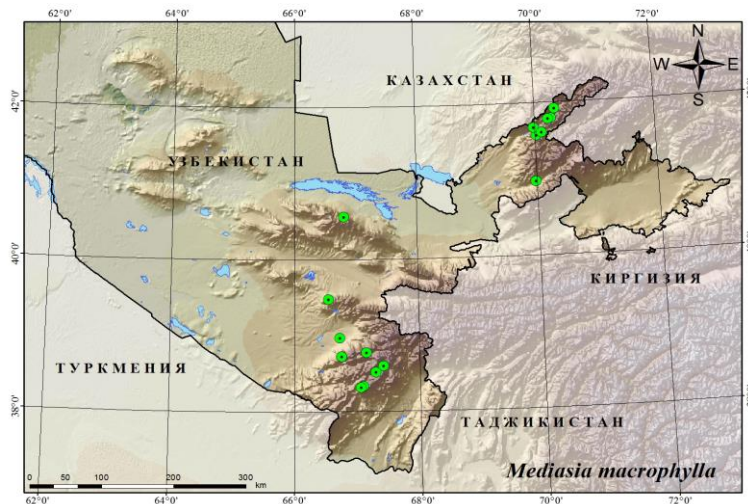 62°0' 64°0' 66°0' 68°0' 70°0' 72°0'
N
W E
S
КАЗАХСТАН
42°0'
УЗБЕКИСТАН
40°0'
КИРГИЗИЯ
ТУРКМЕНИЯ
38°0'
ТАДЖИКИСТАН
Mediasia macrophylla
0 50 100 200 300
km
62°0' 64°0' 66°0' 68°0' 70°0' 72°0'